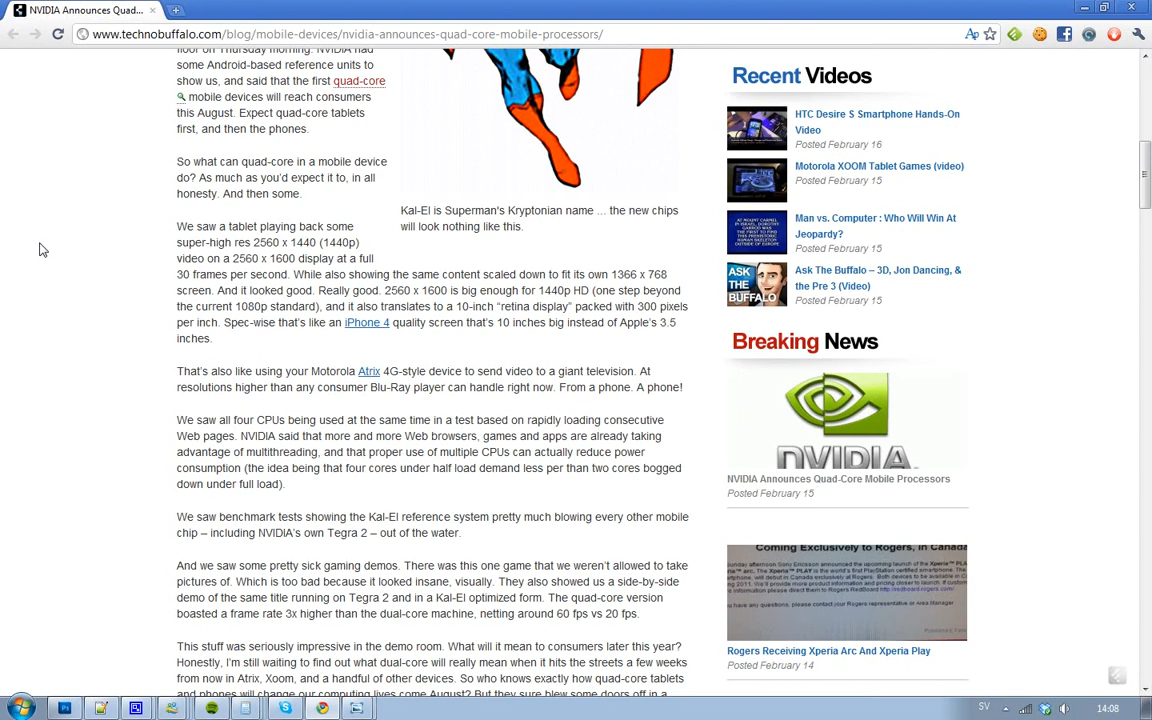 NVIDIA Announces Quad...
www.technobuffalo.com/blog/mobile-devices/nvidia-announces-quad-core-mobile-processors/
floor on Thursday morning. NVIDIA had
some Android-based reference units to
show us, and said that the first quad-core
mobile devices will reach consumers
this August. Expect quad-core tablets
first, and then the phones.
So what can quad-core in a mobile device
do? As much as you'd expect it to, in all
honesty. And then some.
Kal-El is Superman's Kryptonian name ... the new chips
will look nothing like this.
We saw a tablet playing back some
super-high res 2560 x 1440 (1440p)
video on a 2560 x 1600 display at a full
30 frames per second. While also showing the same content scaled down to fit its own 1366 x 768
screen. And it looked good. Really good. 2560 x 1600 is big enough for 1440p HD (one step beyond
the current 1080p standard), and it also translates to a 10-inch “retina display” packed with 300 pixels
per inch. Spec-wise that's like an iPhone 4 quality screen that's 10 inches big instead of Apple's 3.5
inches.
That's also like using your Motorola Atrix 4G-style device to send video to a giant television. At
resolutions higher than any consumer Blu-Ray player can handle right now. From a phone. A phone!
We saw all four CPUs being used at the same time in a test based on rapidly loading consecutive
Web pages. NVIDIA said that more and more Web browsers, games and apps are already taking
advantage of multithreading, and that proper use of multiple CPUs can actually reduce power
consumption (the idea being that four cores under half load demand less per than two cores bogged
down under full load).
We saw benchmark tests showing the Kal-El reference system pretty much blowing every other mobile
chip – including NVIDIA's own Tegra 2 – out of the water.
And we saw some pretty sick gaming demos. There was this one game that we weren't allowed to take
pictures of. Which is too bad because it looked insane, visually. They also showed us a side-by-side
demo of the same title running on Tegra 2 and in a Kal-El optimized form. The quad-core version
boasted a frame rate 3x higher than the dual-core machine, netting around 60 fps vs 20 fps.
This stuff was seriously impressive in the demo room. What will it mean to consumers later this year?
Honestly, I'm still waiting to find out what dual-core will really mean when it hits the streets a few weeks
from now in Atrix, Xoom, and a handful of other devices. So who knows exactly how quad-core tablets
and phones will change our computing lives come August? But they sure blew some doors off in a
Recent Videos
HTC Desire S Smartphone Hands-On
Video
Posted February 16
Motorola XOOM Tablet Games (video)
Posted February 15
Man vs. Computer : Who Will Win At
Jeopardy?
Posted February 15
ASK
THE
BUFFALO
Ask The Buffalo – 3D, Jon Dancing, &
the Pre 3 (Video)
Posted February 15
Breaking News
NVIDIA
NVIDIA Announces Quad-Core Mobile Processors
Posted February 15
Coming Exclusively to Rogers, in Canada
Rogers Receiving Xperia Arc And Xperia Play
Posted February 14
SV
14:08